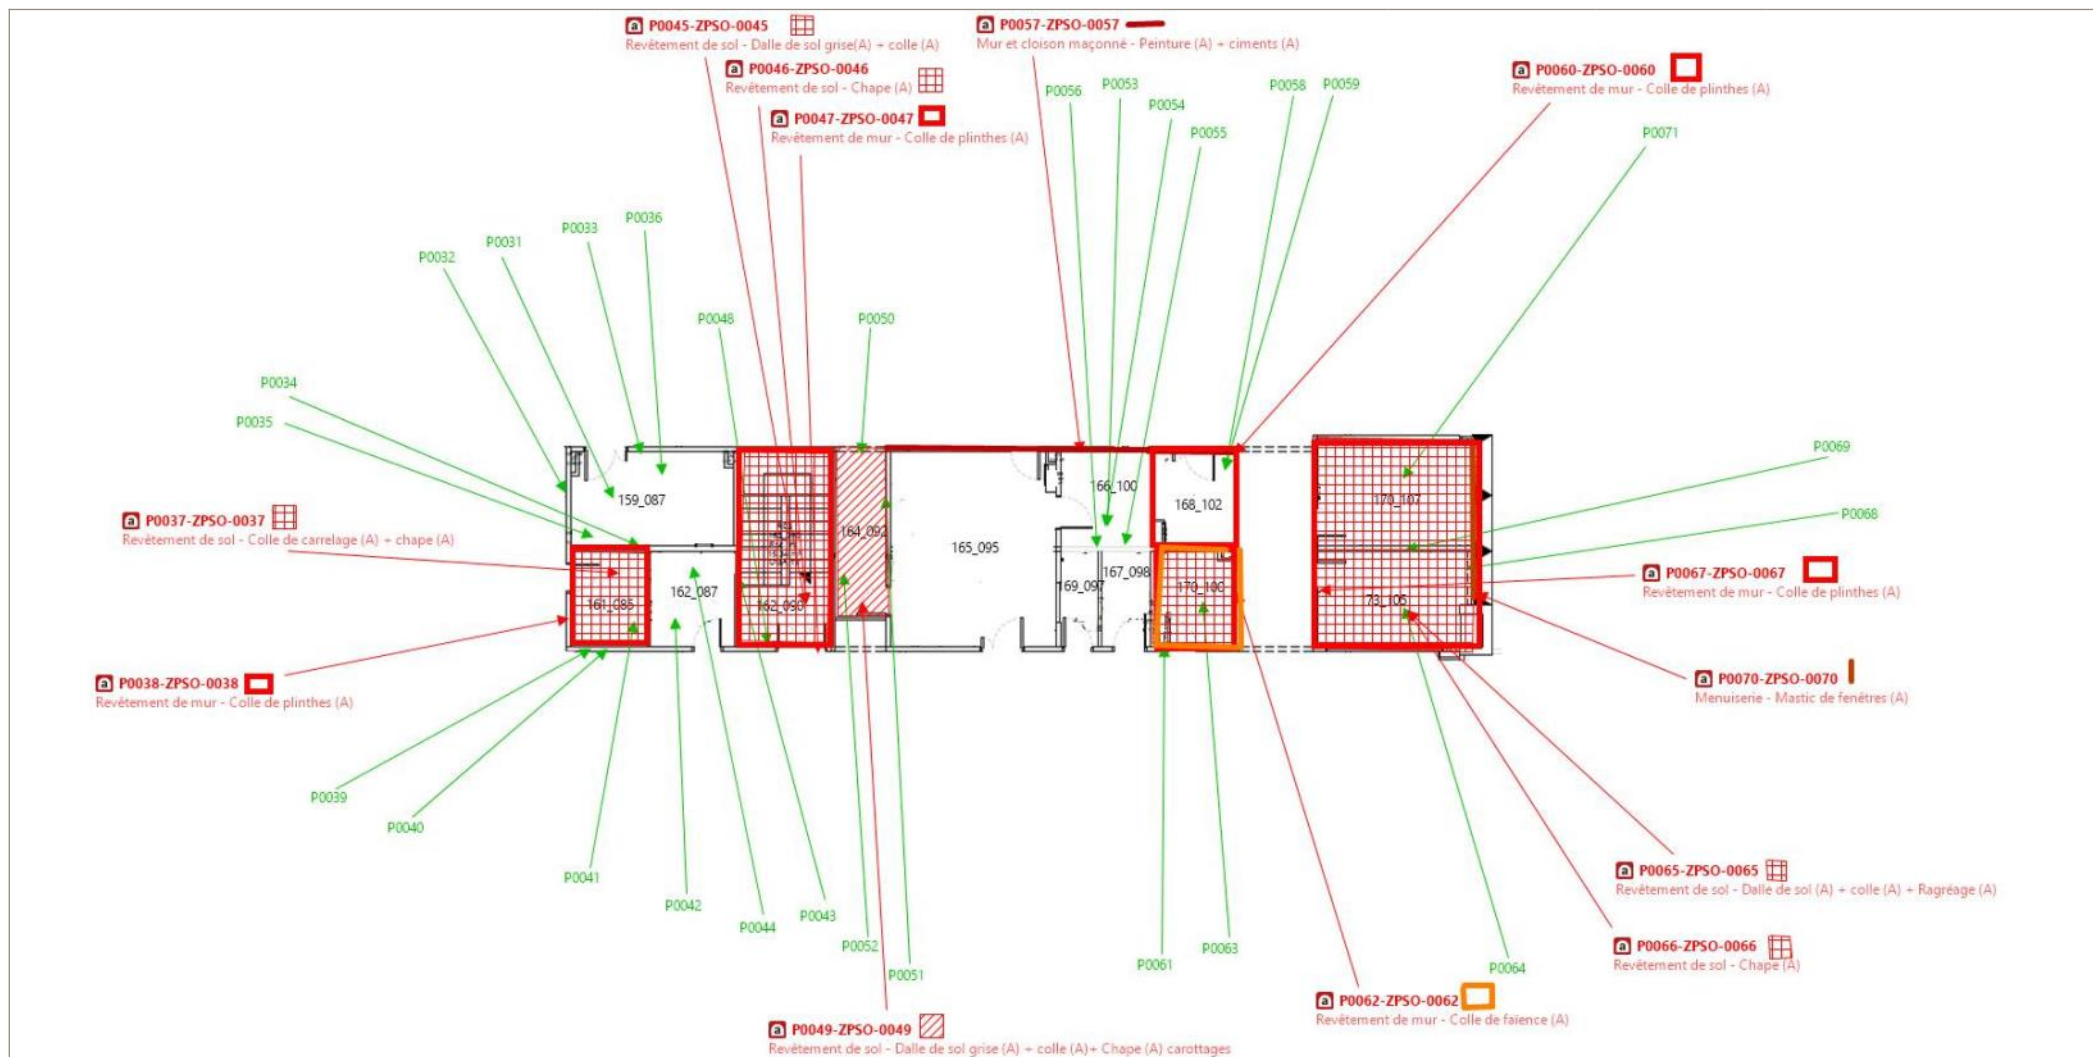 a P0045-ZPSO-0045
Revêtement de sol - Dalle de sol grise(A) + colle (A)
a P0057-ZPSO-0057
Mur et cloison maçonné - Peinture (A) + ciments (A)
a P0046-ZPSO-0046
Revêtement de sol - Chape (A)
a P0060-ZPSO-0060
Revêtement de mur - Colle de plinthes (A)
a P0047-ZPSO-0047
Revêtement de mur - Colle de plinthes (A)
P0056
P0053
P0054
P0055
P0058
P0059
P0071
P0036
P0033
P0031
P0032
P0048
P0050
P0034
P0035
P0069
P0068
159_087
166_100
168_102
170_107
164_092
165_095
a P0037-ZPSO-0037
Revêtement de sol - Colle de carrelage (A) + chape (A)
161_085
162_087
162_090
169_097
167_098
170_100
73_105
a P0067-ZPSO-0067
Revêtement de mur - Colle de plinthes (A)
a P0038-ZPSO-0038
Revêtement de mur - Colle de plinthes (A)
a P0070-ZPSO-0070
Menuiserie - Mastic de fenêtres (A)
P0039
P0040
P0041
P0042
P0044
P0043
P0052
P0051
P0061
P0063
P0064
a P0065-ZPSO-0065
Revêtement de sol - Dalle de sol (A) + colle (A) + Ragréage (A)
a P0066-ZPSO-0066
Revêtement de sol - Chape (A)
a P0062-ZPSO-0062
Revêtement de mur - Colle de faïence (A)
a P0049-ZPSO-0049
Revêtement de sol - Dalle de sol grise (A) + colle (A)+ Chape (A) carottages